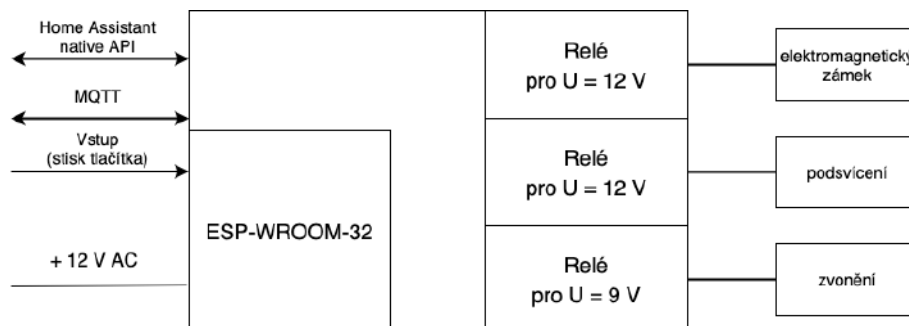 Home Assistant
native API
MQTT
Vstup
(stisk tlačítka)
+ 12 V AC
ESP-WROOM-32
Relé
pro U = 12 V
Relé
pro U = 12 V
Relé
pro U = 9 V
elektromagnetický
zámek
podsvícení
zvonění